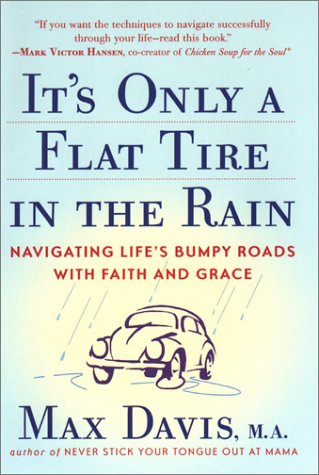 "If you want the techniques to navigate successfully
through your life—read this book."
—MARK VICTOR HANSEN, co-creator of Chicken Soup for the Soul®
IT'S ONLY A
FLAT TIRE
IN THE RAIN
NAVIGATING LIFE'S BUMPY ROADS
WITH FAITH AND GRACE
MAX DAVIS, M.A.
author of NEVER STICK YOUR TONGUE OUT AT MAMA